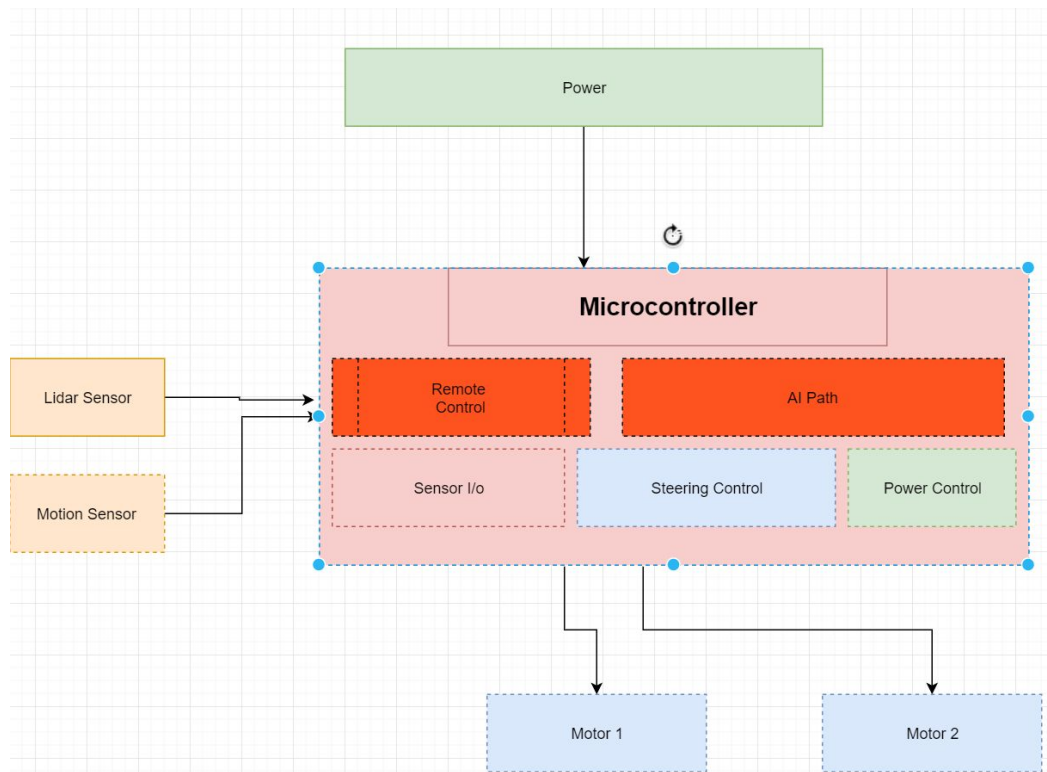 Power
Microcontroller
Remote
Control
AI Path
Lidar Sensor
Sensor I/o
Steering Control
Power Control
Motion Sensor
Motor 1
Motor 2